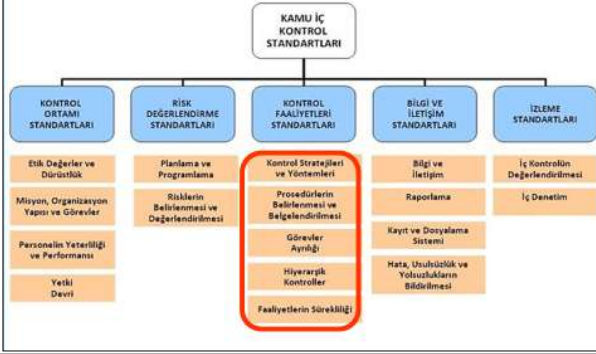 KAMU İÇ
KONTROL
STANDARTLARI
KONTROL
ORTAMI
STANDARTLARI
RİSK
DEĞERLENDİRME
STANDARTLARI
KONTROL
FAALİYETLERİ
STANDARTLARI
BİLGİ VE
İLETİŞİM
STANDARTLARI
İZLEME
STANDARTLARI
Etik Değerler ve
Dürüstlük
Misyon, Organizasyon
Yapısı ve Görevler
Personelin Yeterliliği
ve Performansı
Yetki
Devri
Planlama ve
Programlama
Risklerin
Belirlenmesi ve
Değerlendirilmesi
Kontrol Stratejileri
ve Yöntemleri
Prosedürlerin
Belirlenmesi ve
Belgelendirilmesi
Görevler
Ayrılığı
Hiyerarşik
Kontroller
Faaliyetlerin Sürekliliği
Bilgi ve
İletişim
Raporlama
Kayıt ve Dosyalama
Sistemi
Hata, Usulsüzlük ve
Yolsuzlukların
Bildirilmesi
İç Kontrolün
Değerlendirilmesi
İç Denetim